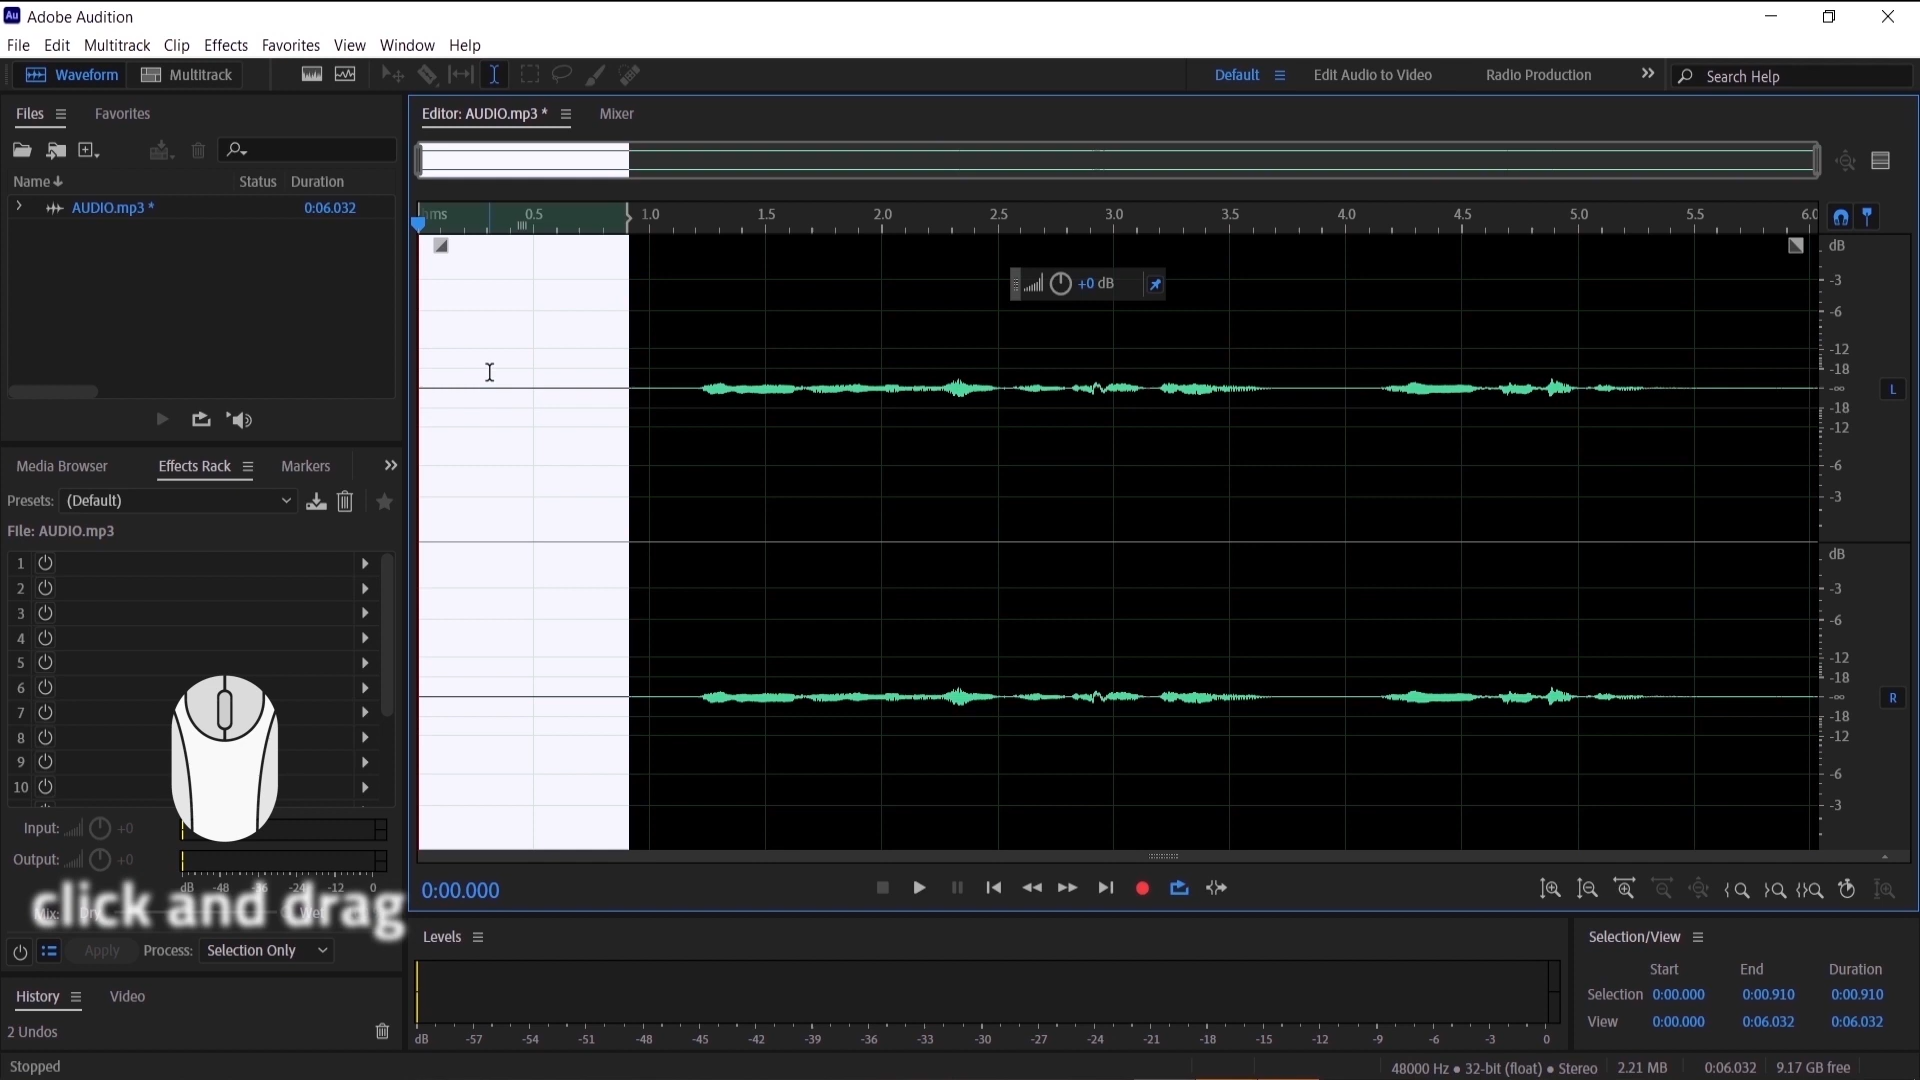 Au Adobe Audition
File Edit Multitrack Clip Effects Favorites View Window Help
Waveform Multitrack Default Edit Audio to Video Radio Production Search Help
Files Favorites
Name Status Duration
AUDIO.mp3 * 0:06.032
Media Browser Effects Rack Markers
Presets: (Default)
File: AUDIO.mp3
1
2
3
4
5
6
7
8
9
10
Input: +0
Output: +0
dB -48 -36 -24 -12 0
Mix: Dry Wet
click and drag
Apply Process: Selection Only
History Video
2 Undos
Stopped
Editor: AUDIO.mp3 * Mixer
hms 0.5 1.0 1.5 2.0 2.5 3.0 3.5 4.0 4.5 5.0 5.5 6.0
+0 dB
dB
-3
-6
-12
-18
-∞
-18
-12
-6
-3
L
dB
-3
-6
-12
-18
-∞
-18
-12
-6
-3
R
0:00.000
Levels
dB -57 -54 -51 -48 -45 -42 -39 -36 -33 -30 -27 -24 -21 -18 -15 -12 -9 -6 -3 0
Selection/View
Start End Duration
Selection 0:00.000 0:00.910 0:00.910
View 0:00.000 0:06.032 0:06.032
48000 Hz ● 32-bit (float) ● Stereo 2.21 MB 0:06.032 9.17 GB free